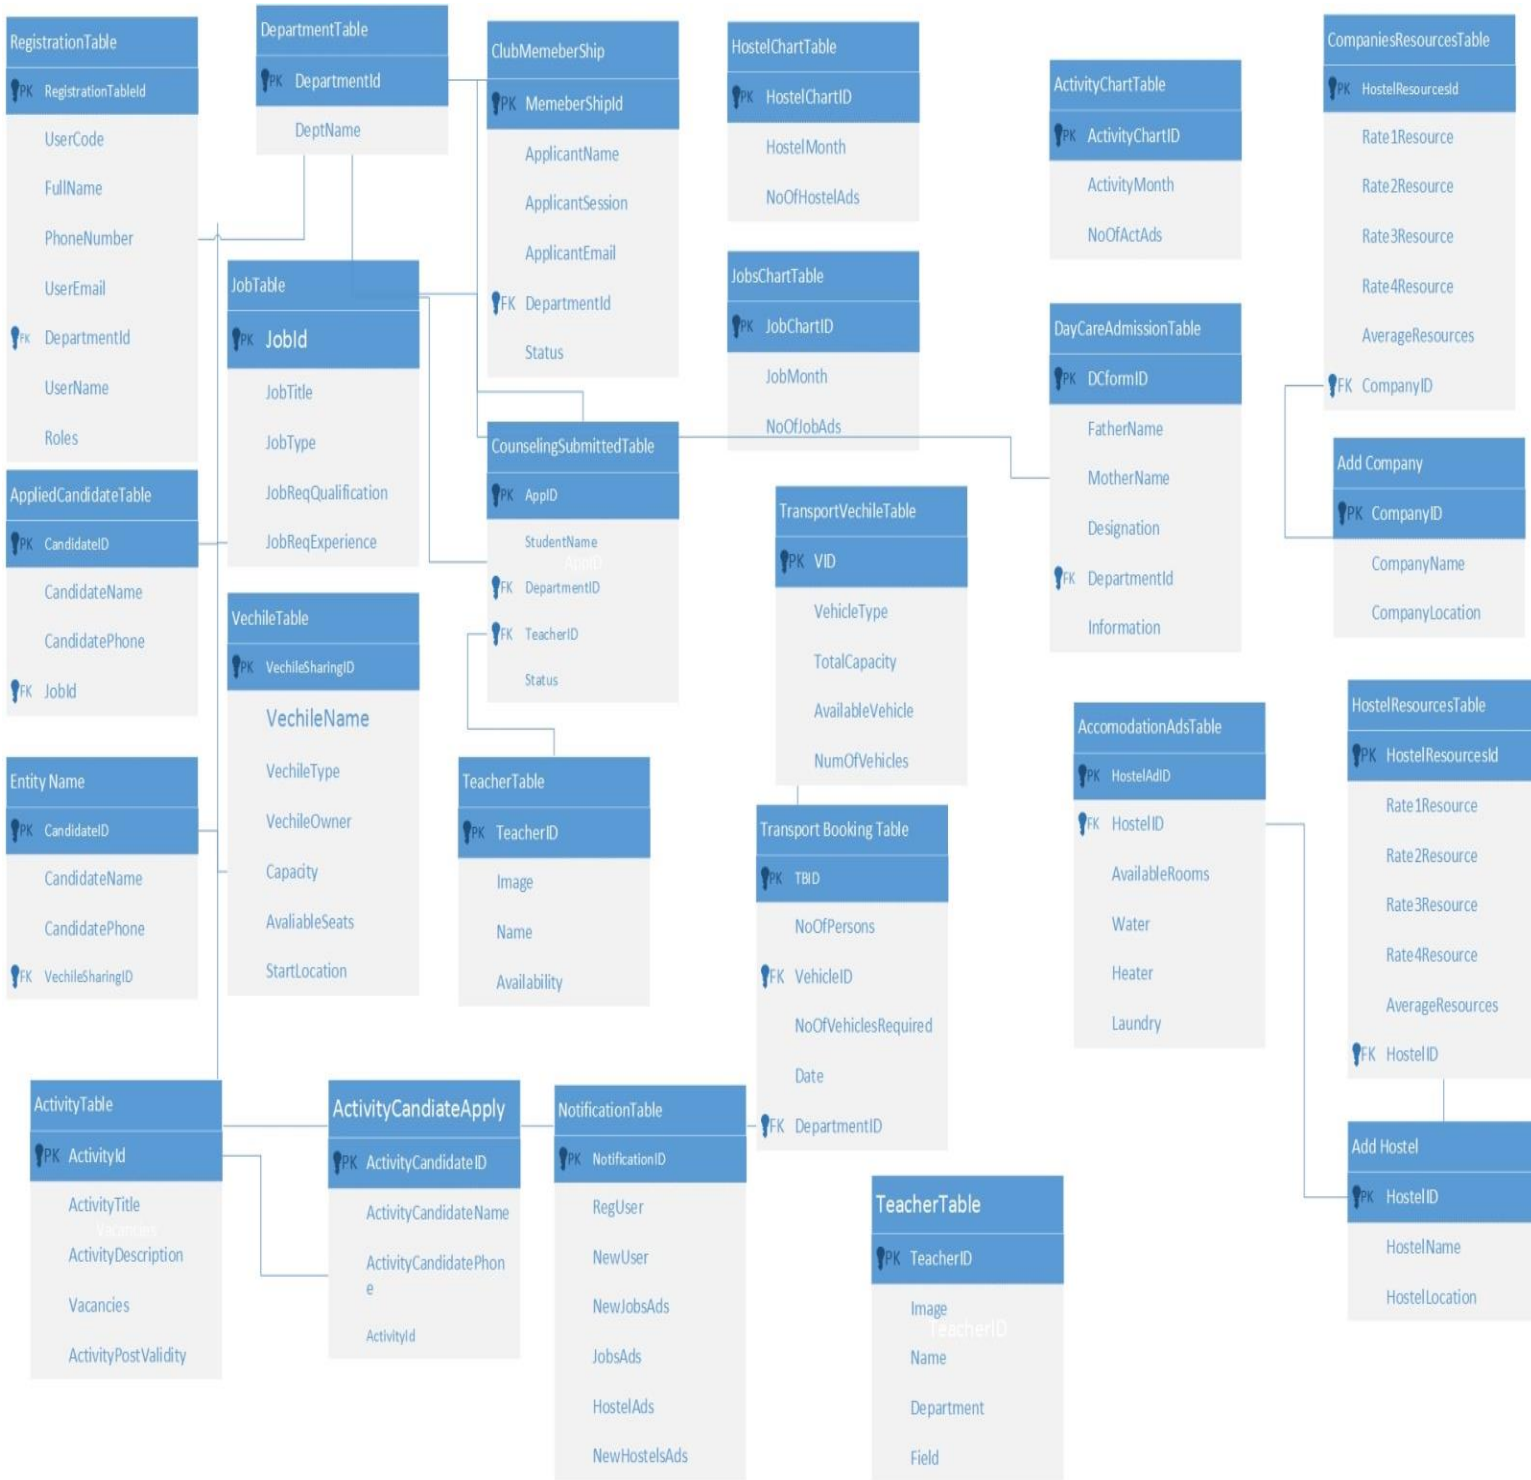 RegistrationTable
PK RegistrationTableId
UserCode
FullName
PhoneNumber
UserEmail
FK DepartmentId
UserName
Roles
DepartmentTable
PK DepartmentId
DeptName
ClubMemeberShip
PK MemeberShipId
ApplicantName
ApplicantSession
ApplicantEmail
FK DepartmentId
Status
HostelChartTable
PK HostelChartID
HostelMonth
NoOfHostelAds
ActivityChartTable
PK ActivityChartID
ActivityMonth
NoOfActAds
CompaniesResourcesTable
PK HostelResourcesId
Rate1Resource
Rate2Resource
Rate3Resource
Rate4Resource
AverageResources
FK CompanyID
JobTable
PK JobId
JobTitle
JobType
JobReqQualification
JobReqExperience
JobsChartTable
PK JobChartID
JobMonth
NoOfJobAds
DayCareAdmissionTable
PK DCformID
FatherName
MotherName
Designation
FK DepartmentId
Information
AppliedCandidateTable
PK CandidateID
CandidateName
CandidatePhone
FK JobId
CounselingSubmittedTable
PK AppID
StudentName
AppID
FK DepartmentID
FK TeacherID
Status
Add Company
PK CompanyID
CompanyName
CompanyLocation
TransportVechileTable
PK VID
VehicleType
TotalCapacity
AvailableVehicle
NumOfVehicles
VechileTable
PK VechileSharingID
VechileName
VechileType
VechileOwner
Capacity
AvaliableSeats
StartLocation
AccomodationAdsTable
PK HostelAdID
FK HostelID
AvailableRooms
Water
Heater
Laundry
HostelResourcesTable
PK HostelResourcesId
Rate1Resource
Rate2Resource
Rate3Resource
Rate4Resource
AverageResources
FK HostelID
Entity Name
PK CandidateID
CandidateName
CandidatePhone
FK VechileSharingID
TeacherTable
PK TeacherID
Image
Name
Availability
Transport Booking Table
PK TBID
NoOfPersons
FK VehicleID
NoOfVehiclesRequired
Date
FK DepartmentID
ActivityTable
PK ActivityId
ActivityTitle
Vacancies
ActivityDescription
Vacancies
ActivityPostValidity
ActivityCandiateApply
PK ActivityCandidateID
ActivityCandidateName
ActivityCandidatePhon
e
ActivityId
NotificationTable
PK NotificationID
RegUser
NewUser
NewJobsAds
JobsAds
HostelAds
NewHostelsAds
TeacherTable
PK TeacherID
Image
TeacherID
Name
Department
Field
Add Hostel
PK HostelID
HostelName
HostelLocation